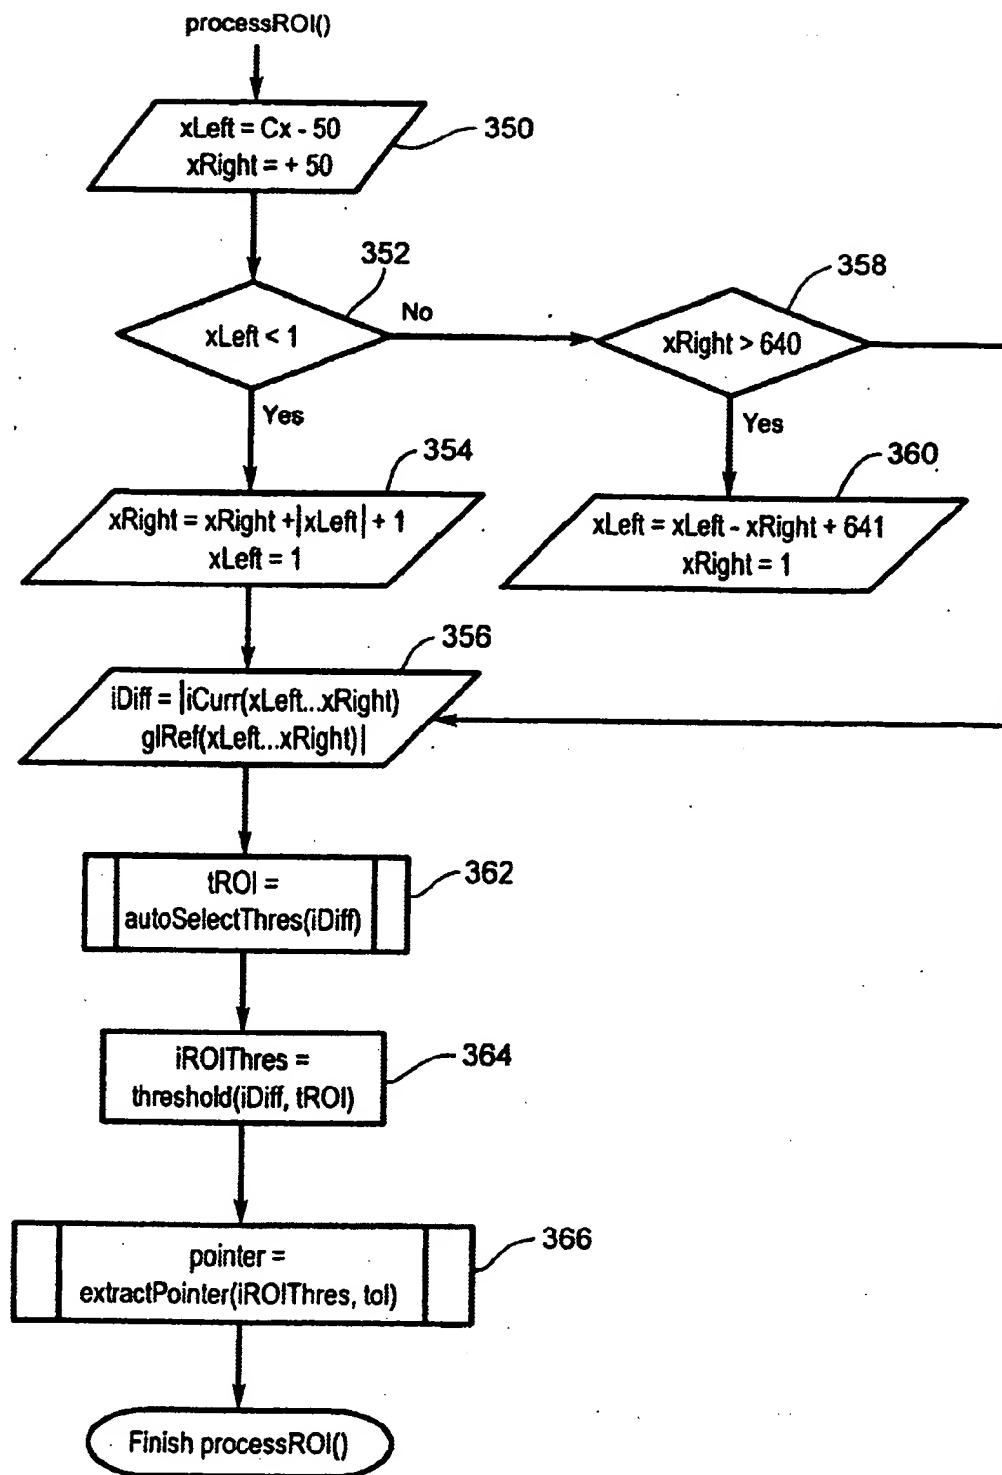 processROI()
xLeft = Cx - 50
xRight = + 50
350
352
xLeft < 1
No
358
xRight > 640
Yes
Yes
354
xRight = xRight +|xLeft| + 1
xLeft = 1
360
xLeft = xLeft - xRight + 641
xRight = 1
356
iDiff = |iCurr(xLeft...xRight)
glRef(xLeft...xRight)|
362
tROI =
autoSelectThres(iDiff)
364
iROIThres =
threshold(iDiff, tROI)
366
pointer =
extractPointer(iROIThres, tol)
Finish processROI()